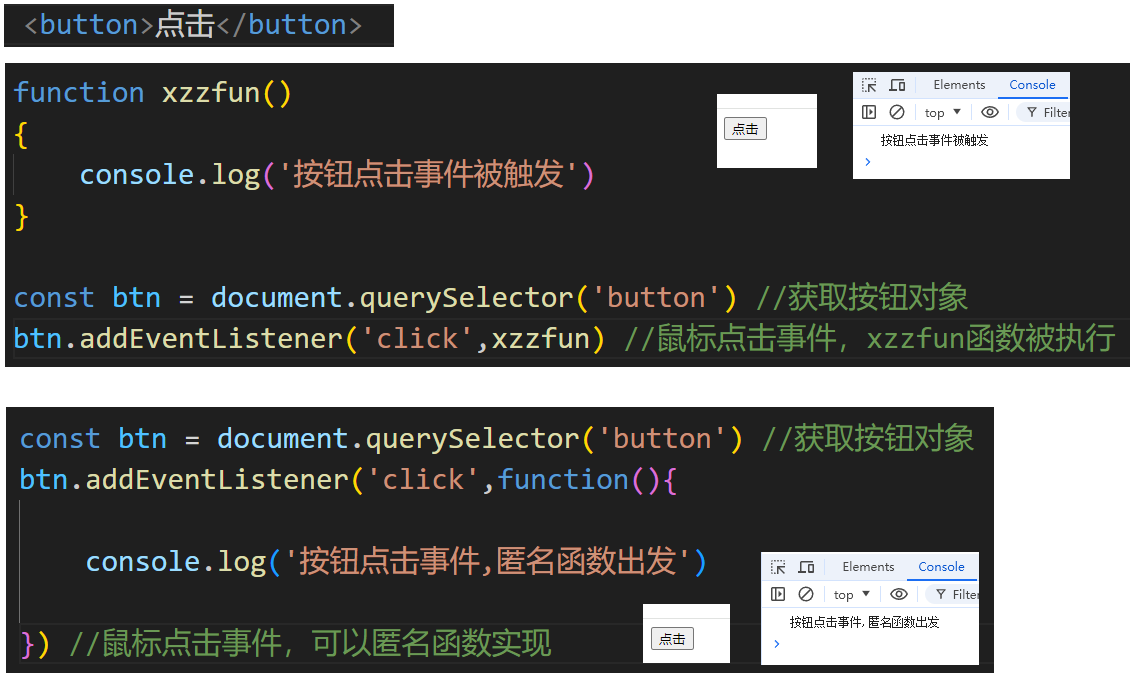 <button>点击</button>
function xzzfun()
{
console.log('按钮点击事件被触发')
}
点击
Elements Console
top Filter
按钮点击事件被触发
>
const btn = document.querySelector('button') //获取按钮对象
btn.addEventListener('click',xzzfun) //鼠标点击事件，xzzfun函数被执行
const btn = document.querySelector('button') //获取按钮对象
btn.addEventListener('click',function(){
console.log('按钮点击事件,匿名函数出发')
}) //鼠标点击事件，可以匿名函数实现
点击
Elements Console
top Filter
按钮点击事件,匿名函数出发
>